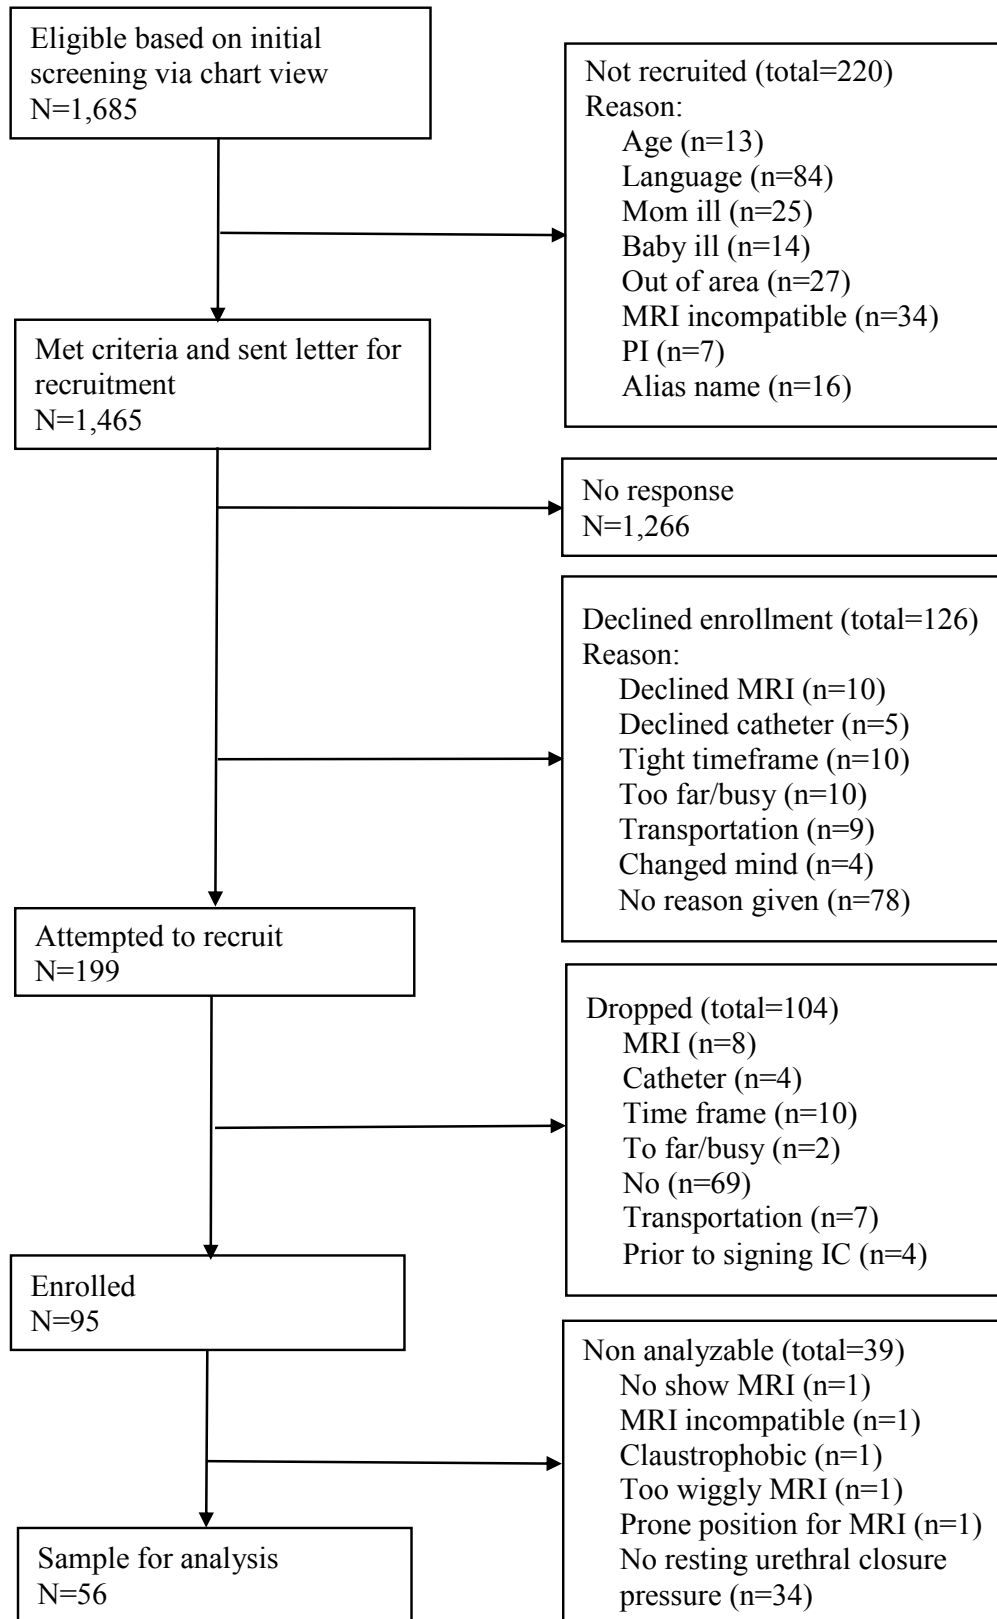 Eligible based on initial
screening via chart view
N=1,685
Not recruited (total=220)
Reason:
Age (n=13)
Language (n=84)
Mom ill (n=25)
Baby ill (n=14)
Out of area (n=27)
MRI incompatible (n=34)
PI (n=7)
Alias name (n=16)
Met criteria and sent letter for
recruitment
N=1,465
No response
N=1,266
Declined enrollment (total=126)
Reason:
Declined MRI (n=10)
Declined catheter (n=5)
Tight timeframe (n=10)
Too far/busy (n=10)
Transportation (n=9)
Changed mind (n=4)
No reason given (n=78)
Attempted to recruit
N=199
Dropped (total=104)
MRI (n=8)
Catheter (n=4)
Time frame (n=10)
To far/busy (n=2)
No (n=69)
Transportation (n=7)
Prior to signing IC (n=4)
Enrolled
N=95
Non analyzable (total=39)
No show MRI (n=1)
MRI incompatible (n=1)
Claustrophobic (n=1)
Too wiggly MRI (n=1)
Prone position for MRI (n=1)
No resting urethral closure
pressure (n=34)
Sample for analysis
N=56